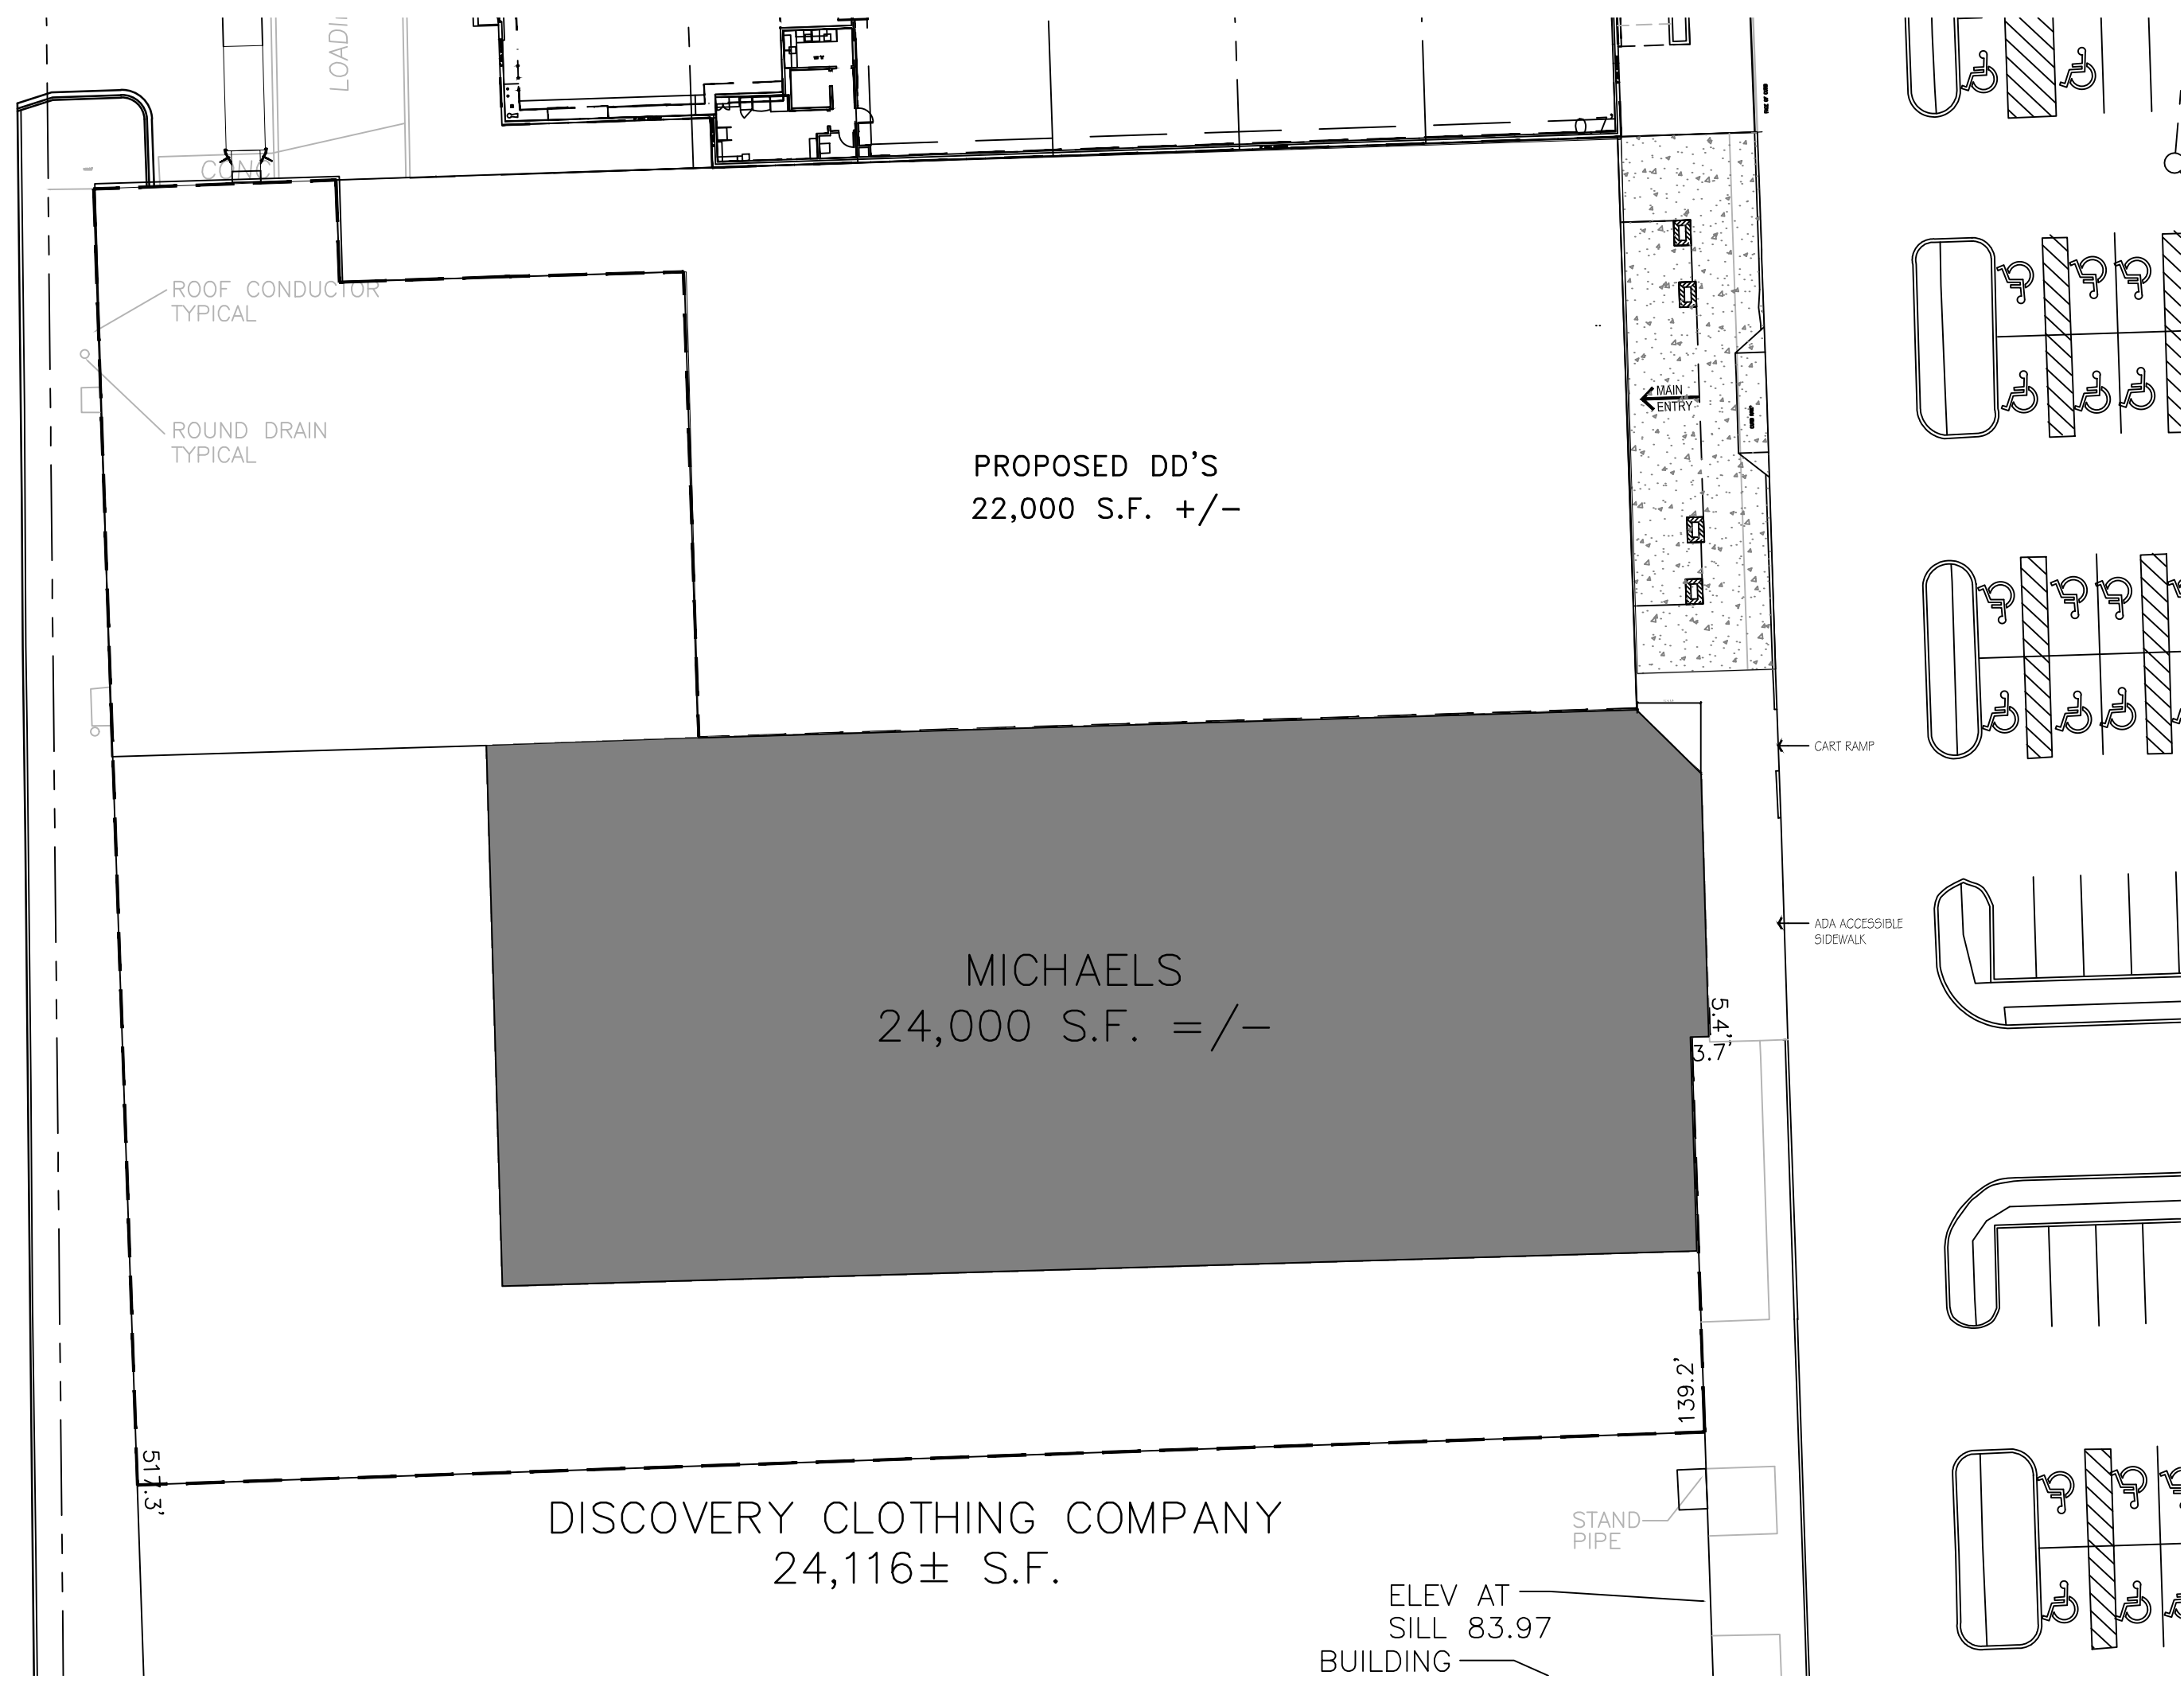 LOADI
CONC
ROOF CONDUCTOR
TYPICAL
ROUND DRAIN
TYPICAL
PROPOSED DD'S
22,000 S.F. +/-
MAIN
ENTRY
CART RAMP
ADA ACCESSIBLE
SIDEWALK
MICHAELS
24,000 S.F. =/-
5.4'
3.7'
139.2'
517.3'
DISCOVERY CLOTHING COMPANY
24,116± S.F.
STAND
PIPE
ELEV AT
SILL 83.97
BUILDING